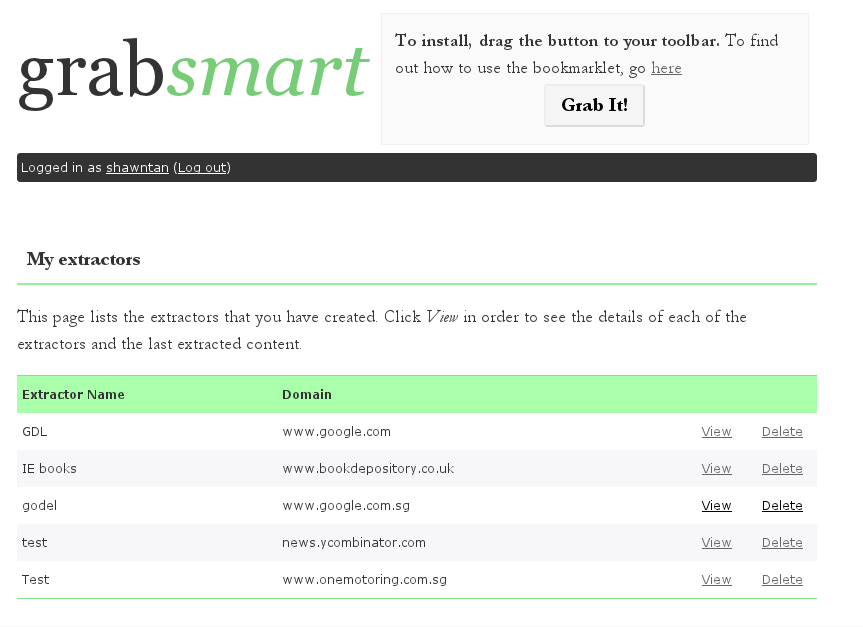 grabsmart
To install, drag the button to your toolbar. To find
out how to use the bookmarklet, go here
Grab It!
Logged in as shawntan (Log out)
My extractors
This page lists the extractors that you have created. Click View in order to see the details of each of the
extractors and the last extracted content.
Extractor Name Domain
GDL www.google.com View Delete
IE books www.bookdepository.co.uk View Delete
godel www.google.com.sg View Delete
test news.ycombinator.com View Delete
Test www.onemotoring.com.sg View Delete